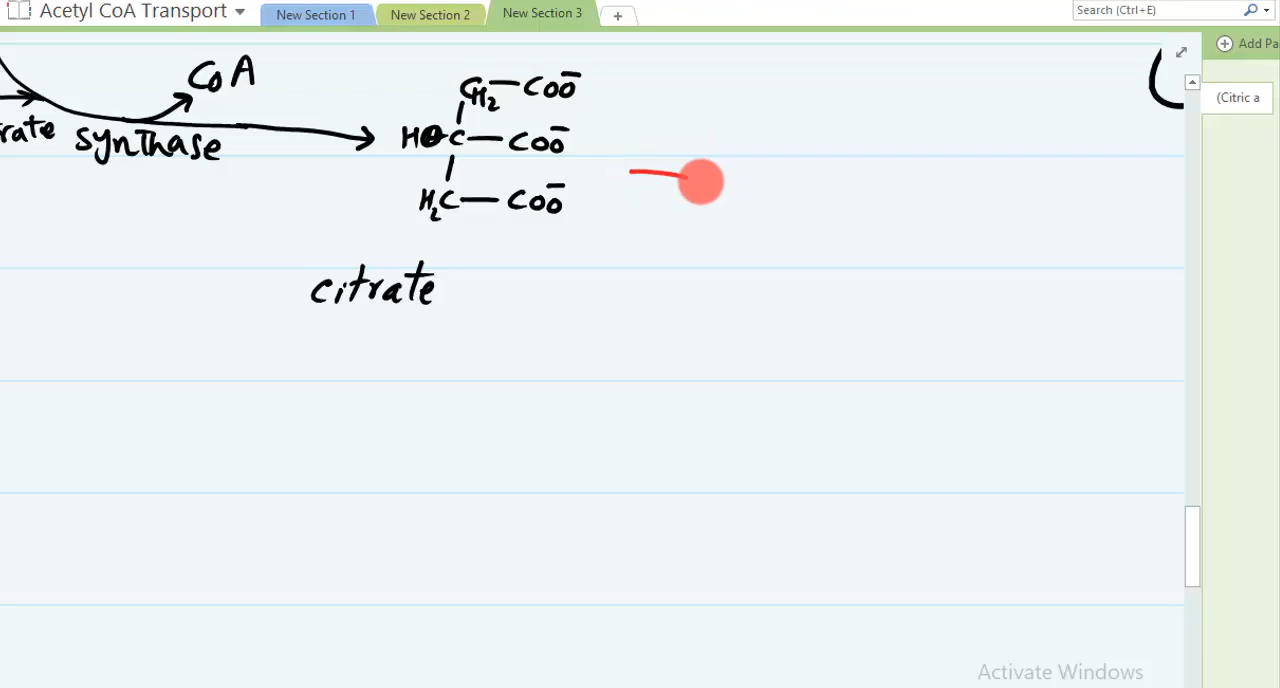 Acetyl CoA Transport
New Section 1
New Section 2
New Section 3
Search (Ctrl+E)
Add Pa
(Citric a
CoA
rate synthase
CH2—COO⁻
HO-C—COO⁻
H2C—COO⁻
citrate
Activate Windows